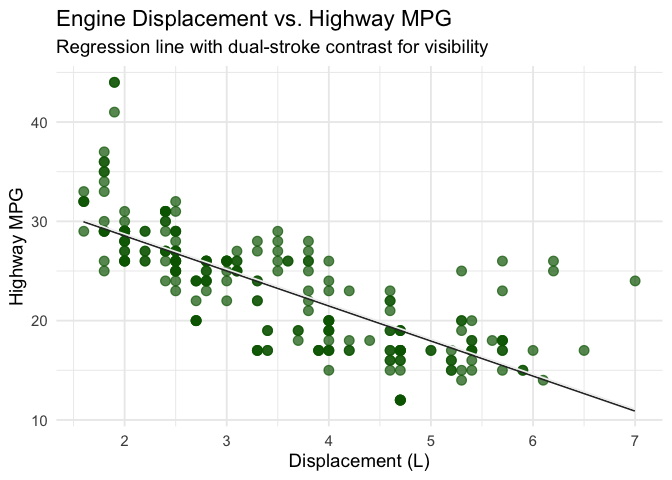 Engine Displacement vs. Highway MPG
Regression line with dual-stroke contrast for visibility
Highway MPG
40
30
20
10
2 3 4 5 6 7
Displacement (L)